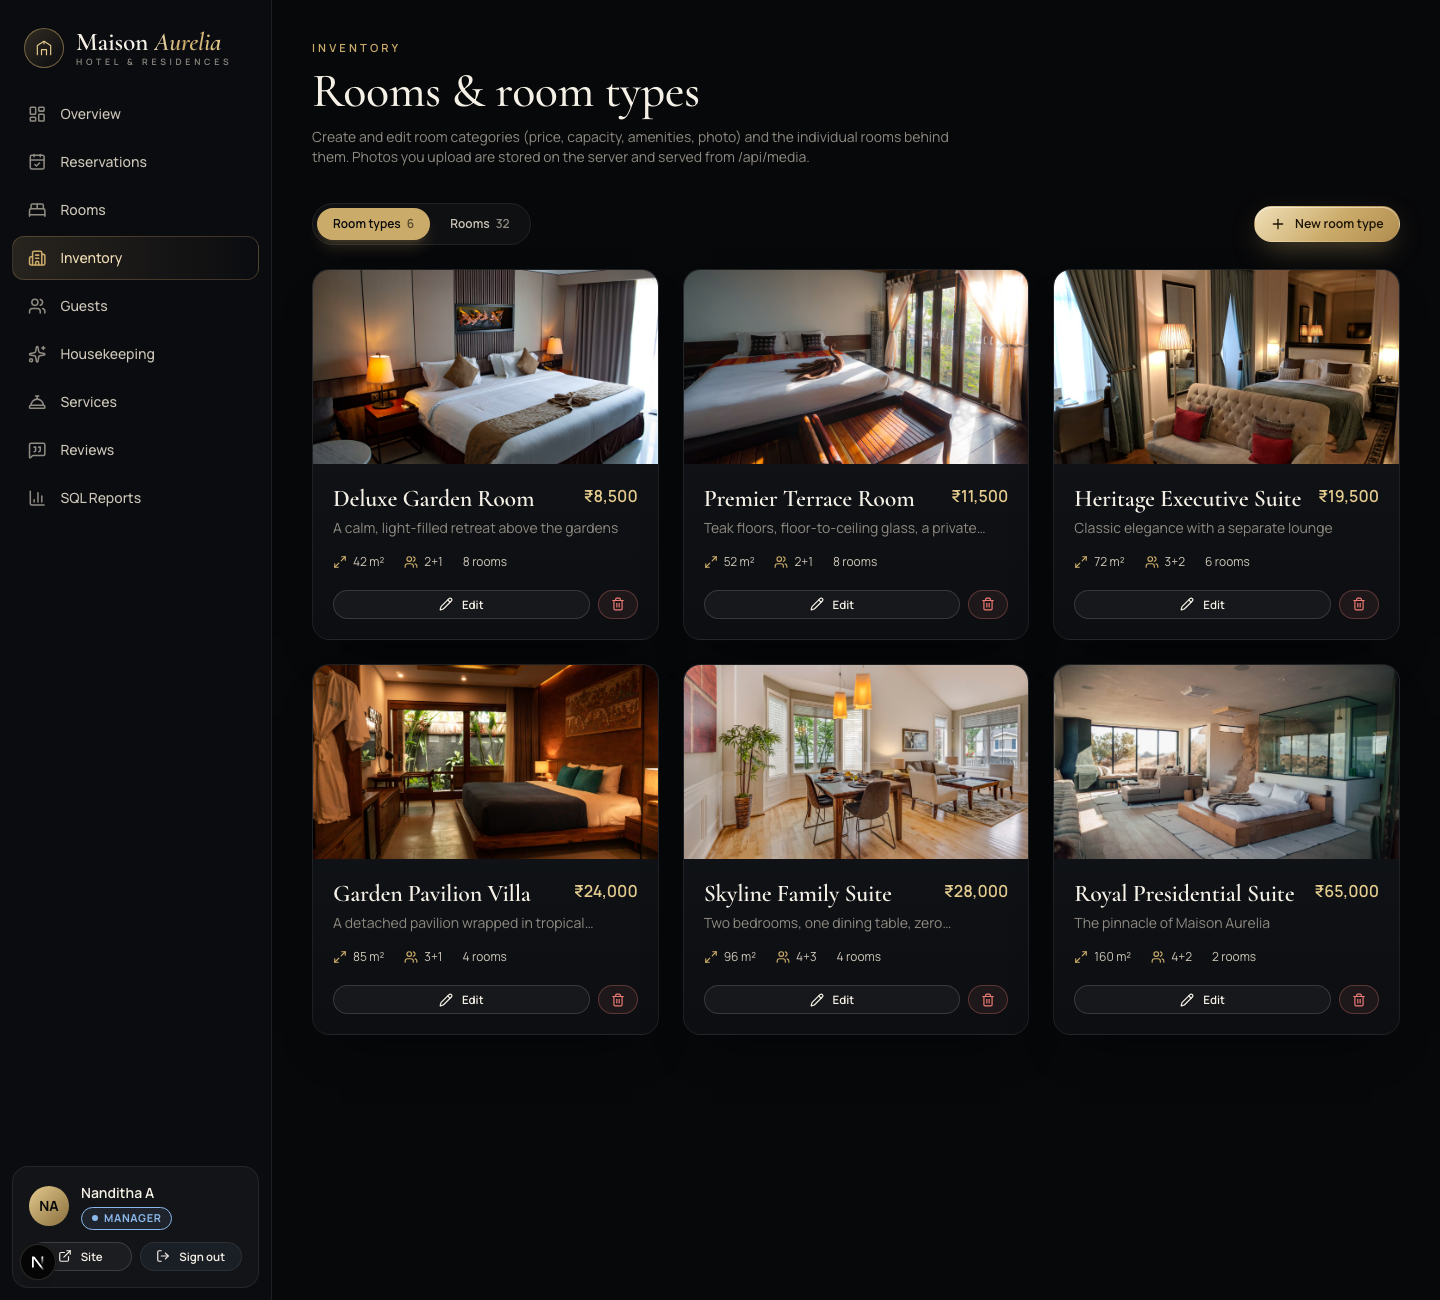 Maison Aurelia
HOTEL & RESIDENCES
Overview
Reservations
Rooms
Inventory
Guests
Housekeeping
Services
Reviews
SQL Reports
NA
Nanditha A
MANAGER
N
Site
Sign out
INVENTORY
Rooms & room types
Create and edit room categories (price, capacity, amenities, photo) and the individual rooms behind
them. Photos you upload are stored on the server and served from /api/media.
Room types 6
Rooms 32
+ New room type
Deluxe Garden Room ₹8,500
A calm, light-filled retreat above the gardens
42 m² 2+1 8 rooms
Edit
Premier Terrace Room ₹11,500
Teak floors, floor-to-ceiling glass, a private...
52 m² 2+1 8 rooms
Edit
Heritage Executive Suite ₹19,500
Classic elegance with a separate lounge
72 m² 3+2 6 rooms
Edit
Garden Pavilion Villa ₹24,000
A detached pavilion wrapped in tropical...
85 m² 3+1 4 rooms
Edit
Skyline Family Suite ₹28,000
Two bedrooms, one dining table, zero...
96 m² 4+3 4 rooms
Edit
Royal Presidential Suite ₹65,000
The pinnacle of Maison Aurelia
160 m² 4+2 2 rooms
Edit